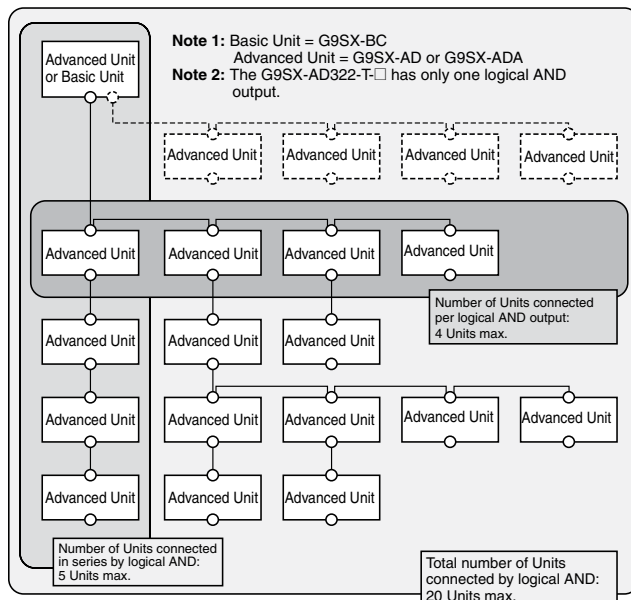 Note 1: Basic Unit = G9SX-BC
Advanced Unit = G9SX-AD or G9SX-ADA
Note 2: The G9SX-AD322-T-□ has only one logical AND
output.
Advanced Unit
or Basic Unit
Advanced Unit
Advanced Unit
Advanced Unit
Advanced Unit
Advanced Unit
Advanced Unit
Advanced Unit
Advanced Unit
Number of Units connected
per logical AND output:
4 Units max.
Advanced Unit
Advanced Unit
Advanced Unit
Advanced Unit
Advanced Unit
Advanced Unit
Advanced Unit
Advanced Unit
Advanced Unit
Advanced Unit
Advanced Unit
Number of Units connected
in series by logical AND:
5 Units max.
Total number of Units
connected by logical AND:
20 Units max.